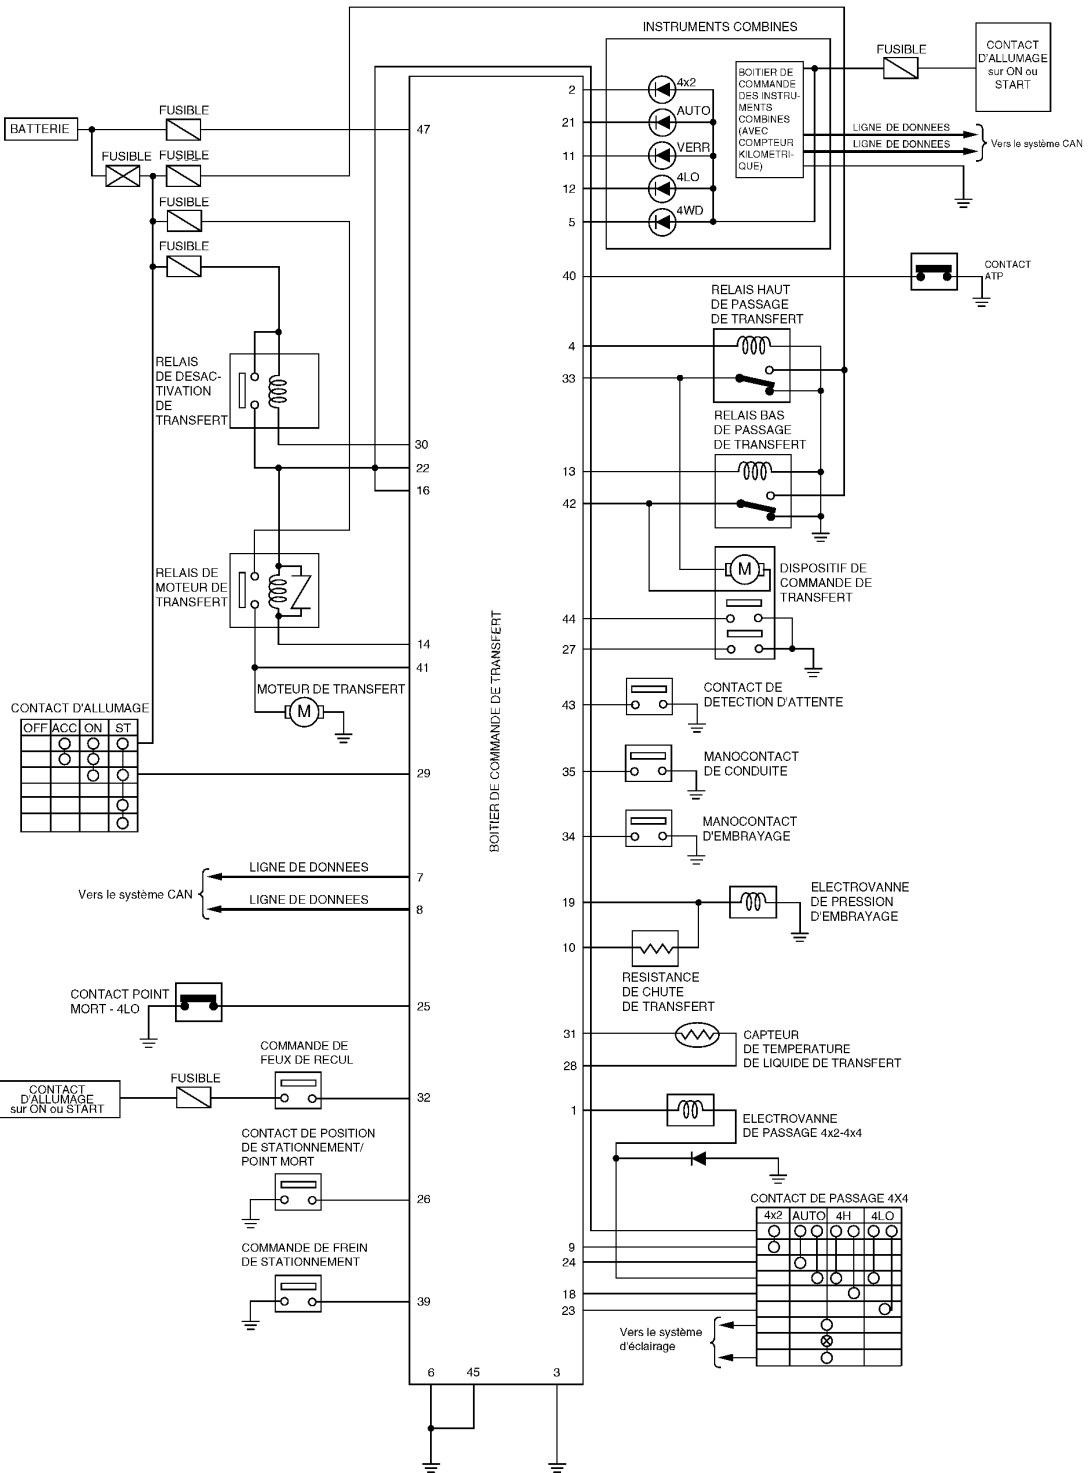 INSTRUMENTS COMBINES
FUSIBLE
CONTACT
D'ALLUMAGE
sur ON ou
START
BOITIER DE
COMMANDE
DES INSTRU-
MENTS
COMBINES
(AVEC
COMPTEUR
KILOMETRI-
QUE)
LIGNE DE DONNEES
LIGNE DE DONNEES
Vers le système CAN
4x2
AUTO
VERR
4LO
4WD
2
21
11
12
5
40
CONTACT
ATP
BATTERIE
FUSIBLE
47
FUSIBLE
FUSIBLE
FUSIBLE
FUSIBLE
RELAIS HAUT
DE PASSAGE
DE TRANSFERT
4
33
RELAIS
DE DESAC-
TIVATION
DE
TRANSFERT
RELAIS BAS
DE PASSAGE
DE TRANSFERT
30
22
16
13
42
RELAIS DE
MOTEUR DE
TRANSFERT
M
DISPOSITIF DE
COMMANDE DE
TRANSFERT
44
27
14
41
BOITIER DE COMMANDE DE TRANSFERT
MOTEUR DE TRANSFERT
M
CONTACT D'ALLUMAGE
OFF ACC ON ST
29
43
CONTACT DE
DETECTION D'ATTENTE
35
MANOCONTACT
DE CONDUITE
34
MANOCONTACT
D'EMBRAYAGE
LIGNE DE DONNEES
LIGNE DE DONNEES
Vers le système CAN
7
8
19
ELECTROVANNE
DE PRESSION
D'EMBRAYAGE
10
RESISTANCE
DE CHUTE
DE TRANSFERT
CONTACT POINT
MORT - 4LO
25
31
28
CAPTEUR
DE TEMPERATURE
DE LIQUIDE DE TRANSFERT
COMMANDE DE
FEUX DE RECUL
CONTACT
D'ALLUMAGE
sur ON ou START
FUSIBLE
32
1
ELECTROVANNE
DE PASSAGE 4x2-4x4
CONTACT DE POSITION
DE STATIONNEMENT/
POINT MORT
26
CONTACT DE PASSAGE 4X4
4x2 AUTO 4H 4LO
9
24
18
23
COMMANDE DE FREIN
DE STATIONNEMENT
39
Vers le système
d'éclairage
6
45
3